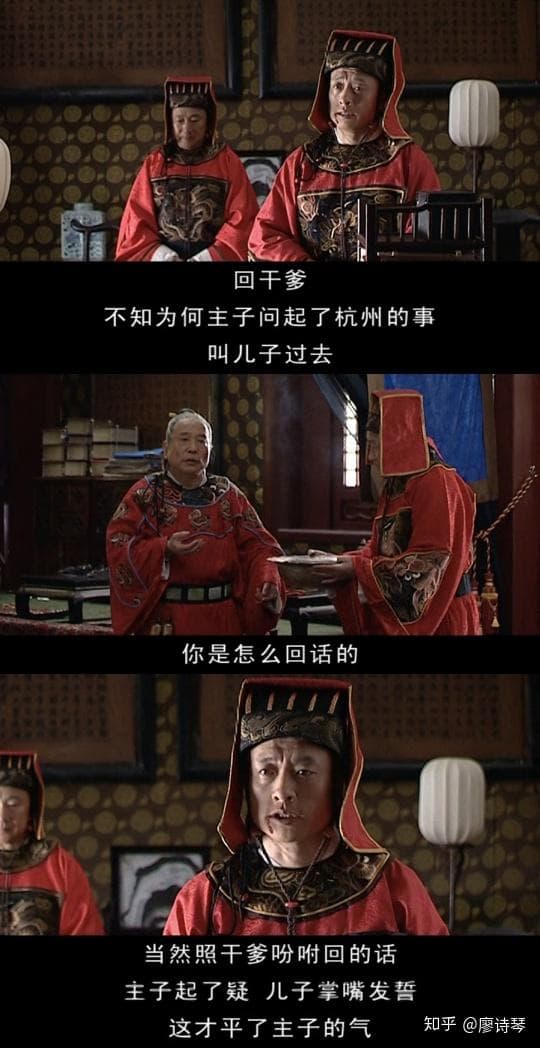 回干爹
不知为何主子问起了杭州的事
叫儿子过去
你是怎么回话的
当然照干爹吩咐回的话
主子起了疑 儿子掌嘴发誓
这才平了主子的气
知乎 @廖诗琴